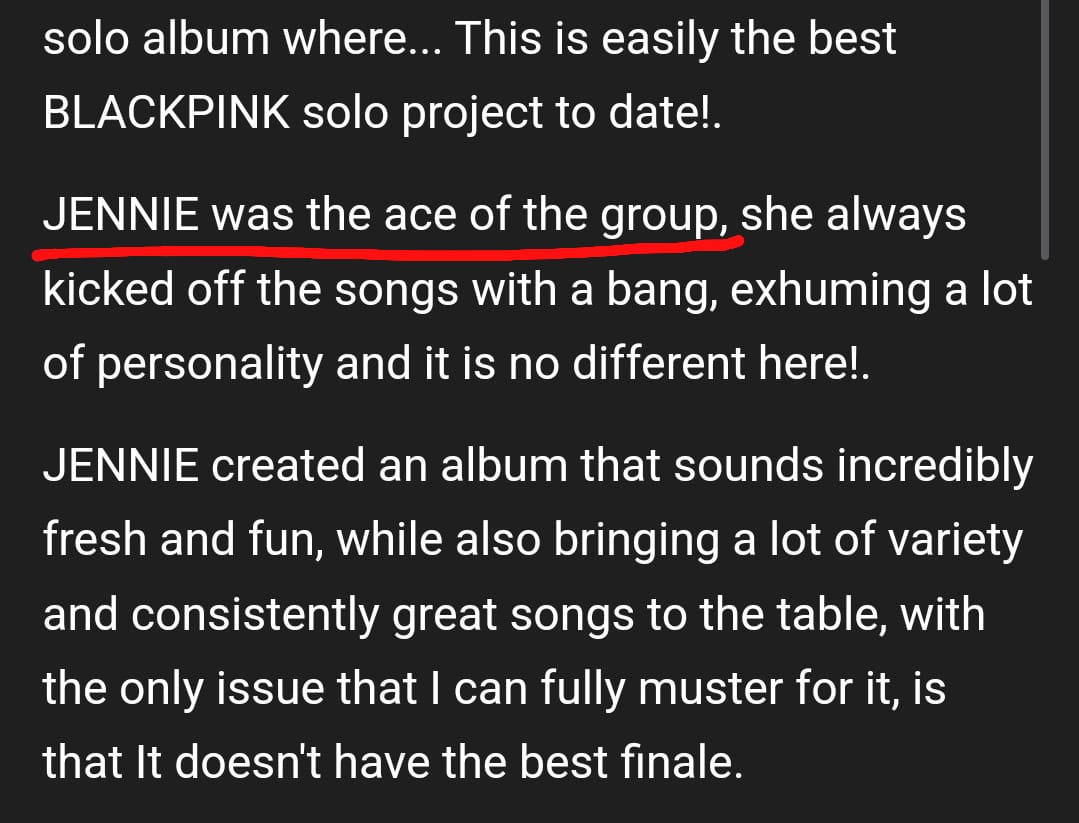 solo album where... This is easily the best
BLACKPINK solo project to date!.
JENNIE was the ace of the group, she always
kicked off the songs with a bang, exhuming a lot
of personality and it is no different here!.
JENNIE created an album that sounds incredibly
fresh and fun, while also bringing a lot of variety
and consistently great songs to the table, with
the only issue that I can fully muster for it, is
that It doesn't have the best finale.